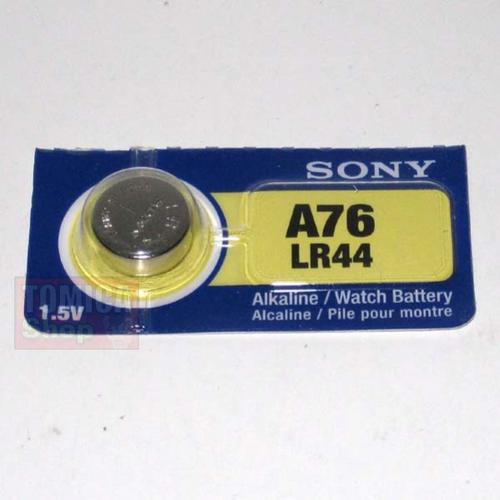 SONY
A76
LR44
Alkaline / Watch Battery
Alcaline / Pile pour montre
TOMICA
Shop
1.5V